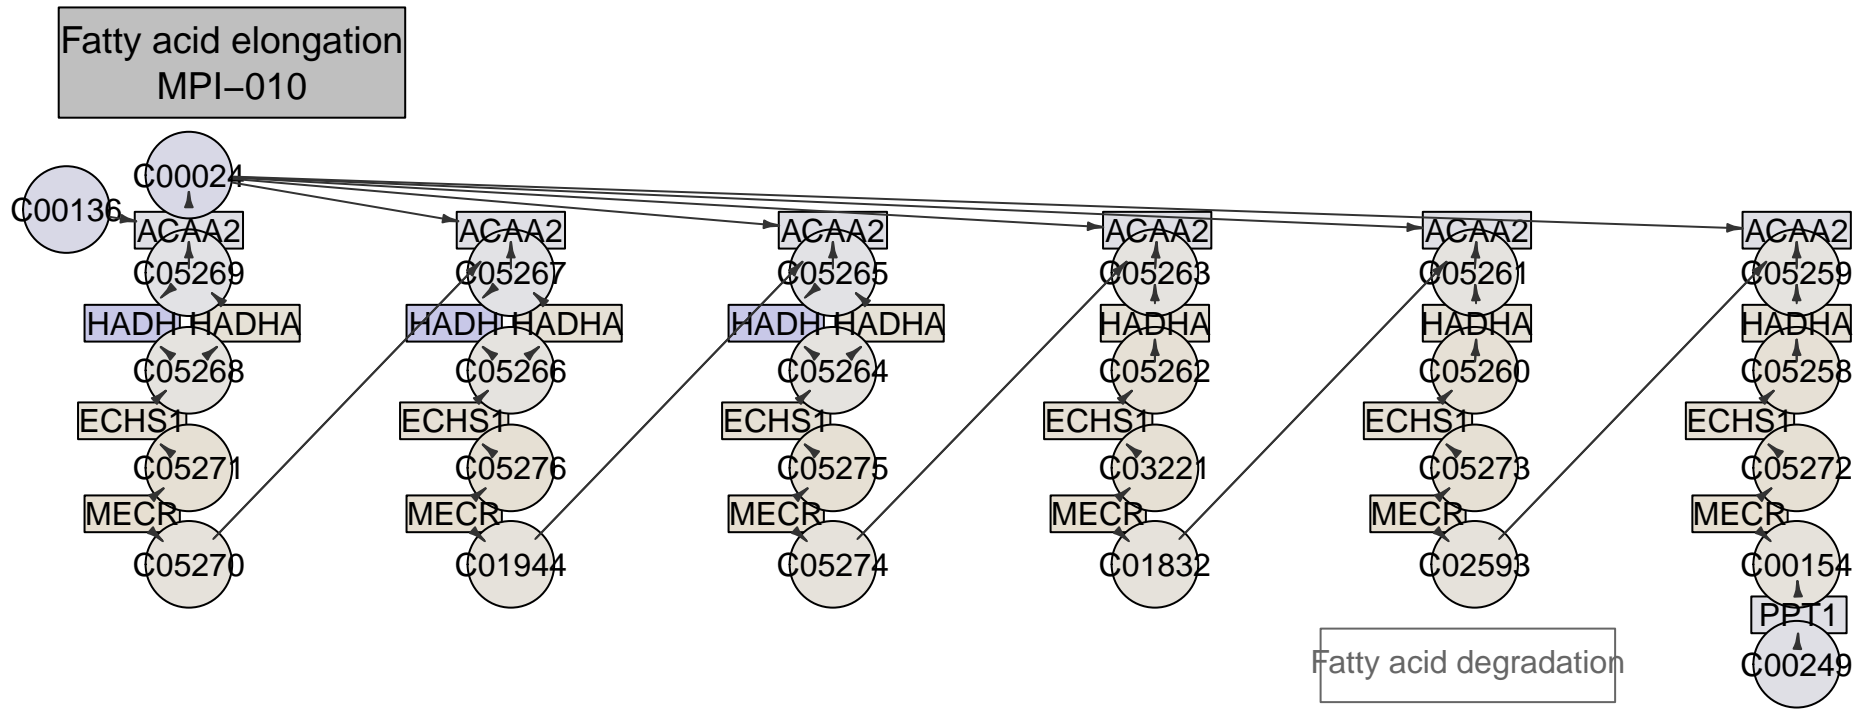 Fatty acid elongation
MPI−010
C00024
C00136
ACAA2 ACAA2 ACAA2 ACAA2 ACAA2 ACAA2
C05269 C05267 C05265 C05263 C05261 C05259
HADH HADHA HADH HADHA HADH HADHA HADHA HADHA HADHA
C05268 C05266 C05264 C05262 C05260 C05258
ECHS1 ECHS1 ECHS1 ECHS1 ECHS1 ECHS1
C05271 C05276 C05275 C03221 C05273 C05272
MECR MECR MECR MECR MECR MECR
C05270 C01944 C05274 C01832 C02593 C00154
PPT1
Fatty acid degradation C00249